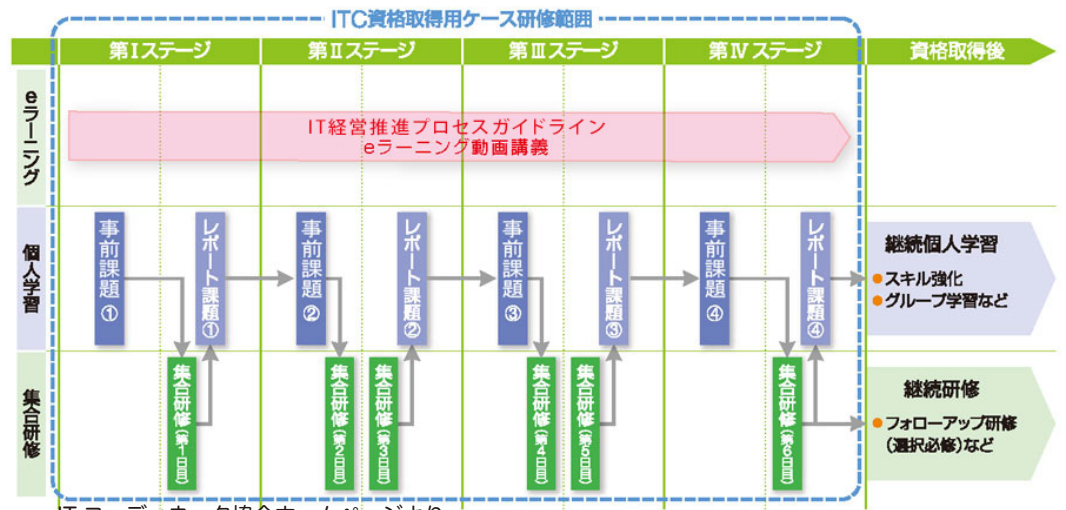 ITC資格取得用ケース研修範囲
第Ⅰステージ
第Ⅱステージ
第Ⅲステージ
第Ⅳステージ
資格取得後
eラーニング
IT経営推進プロセスガイドライン
eラーニング動画講義
個人学習
事前課題①
レポート課題①
事前課題②
レポート課題②
事前課題③
レポート課題③
事前課題④
レポート課題④
継続個人学習
●スキル強化
●グループ学習など
集合研修
集合研修(第1日目)
集合研修(第2日目)
集合研修(第3日目)
集合研修(第4日目)
集合研修(第5日目)
集合研修(第6日目)
継続研修
●フォローアップ研修
(選択必修)など